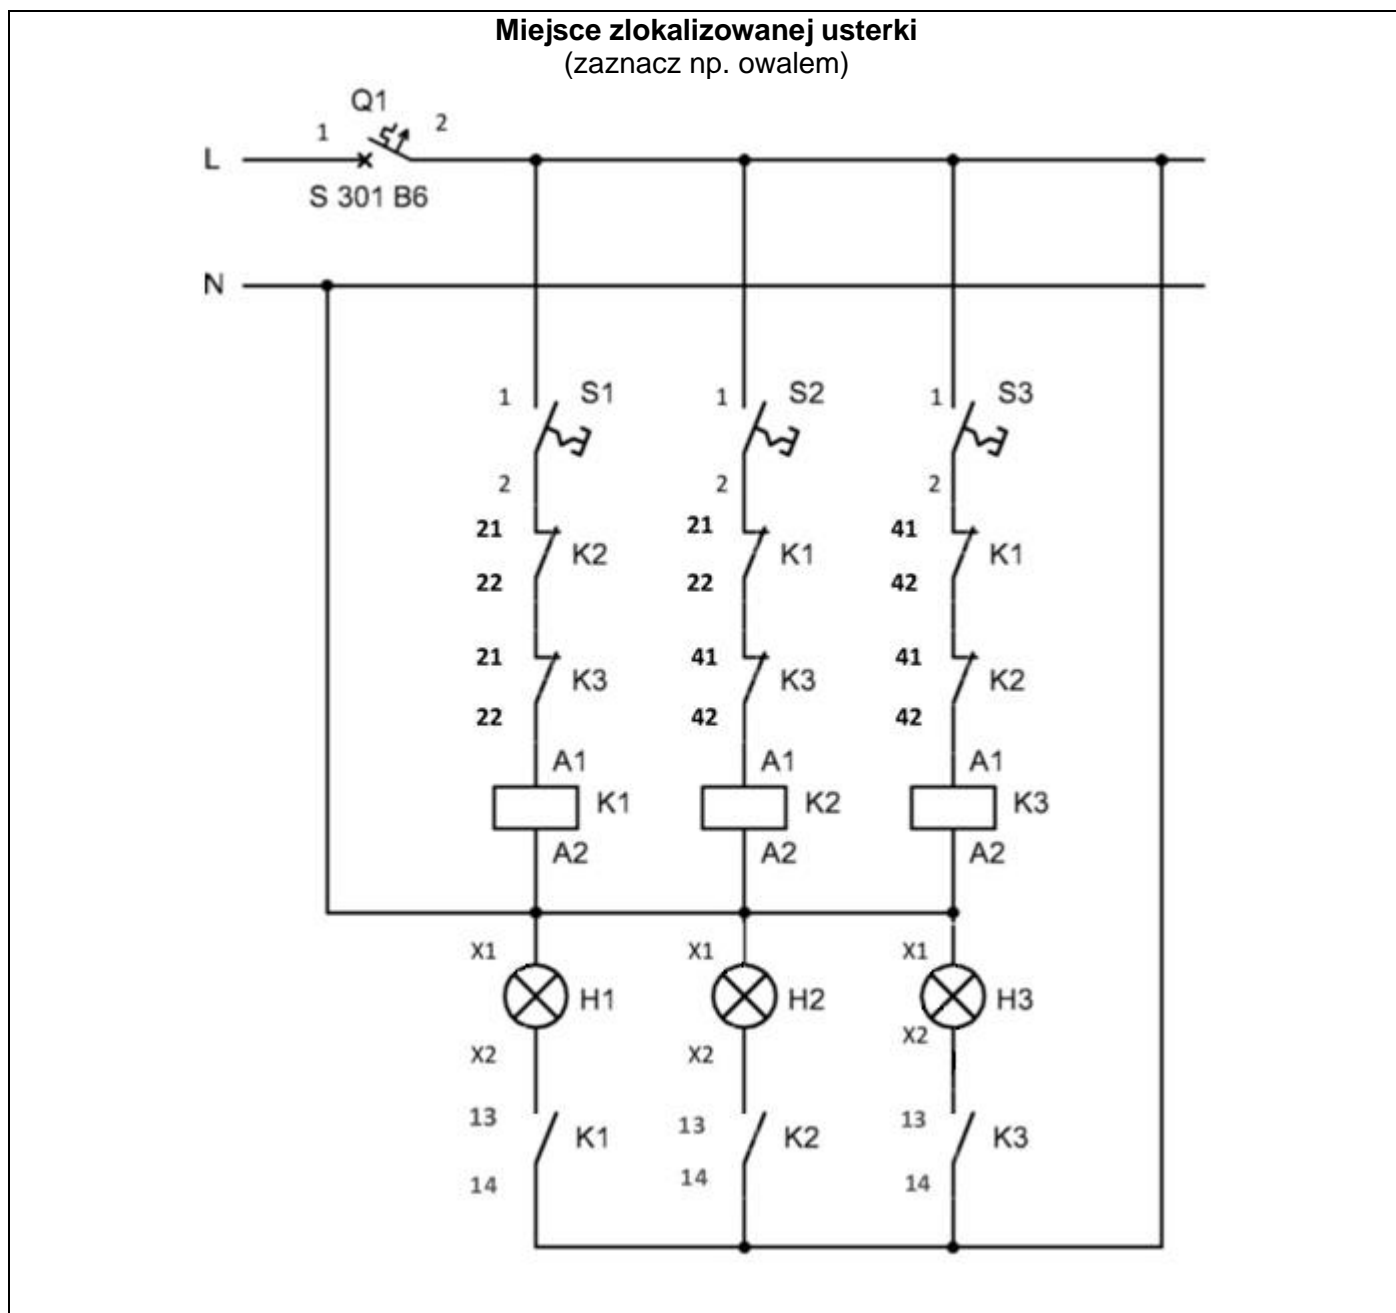 Miejsce zlokalizowanej usterki
(zaznacz np. owalem)
Q1
1 2
L
S 301 B6
N
1 S1 1 S2 1 S3
2 2 2
21 K2 21 K1 41 K1
22 22 42
21 K3 41 K3 41 K2
22 42 42
A1 A1 A1
K1 K2 K3
A2 A2 A2
X1 X1 X1
H1 H2 H3
X2 X2 X2
13 K1 13 K2 13 K3
14 14 14